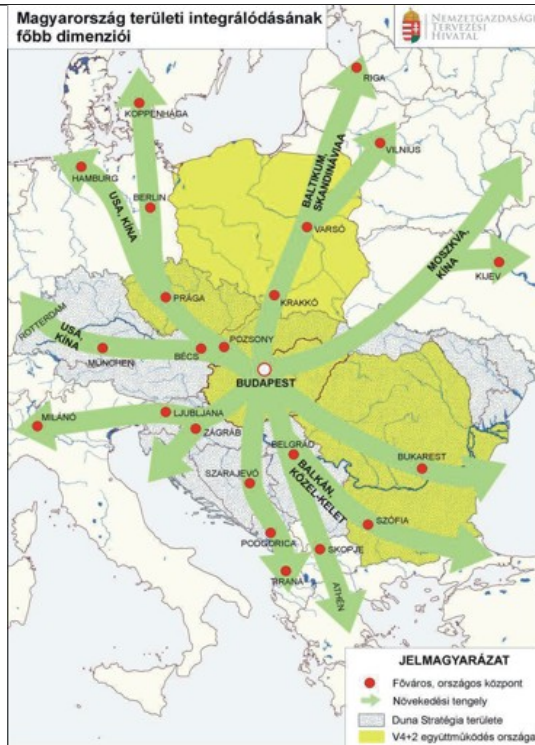 Magyarország területi integrálódásának
főbb dimenziói
NEMZETGAZDASÁGI
TERVEZÉSI
HIVATAL
RIGA
KOPPENHÁGA
VILNIUS
HAMBURG
BALTIKUM,
SKANDINÁVIAA
USA, KÍNA
BERLIN
VARSÓ
MOSZKVA,
KÍNA
KIJEV
PRÁGA
KRAKKÓ
ROTTERDAM
USA,
KÍNA
POZSONY
MÜNCHEN
BÉCS
BUDAPEST
MILÁNÓ
LJUBLJANA
ZÁGRÁB
BELGRÁD
BUKAREST
SZARAJEVÓ
BALKÁN,
KÖZEL-KELET
SZÓFIA
PODGORICA
SKOPJE
TIRANA
ATHÉN
JELMAGYARÁZAT
Főváros, országos központ
Növekedési tengely
Duna Stratégia területe
V4+2 együttműködés országai